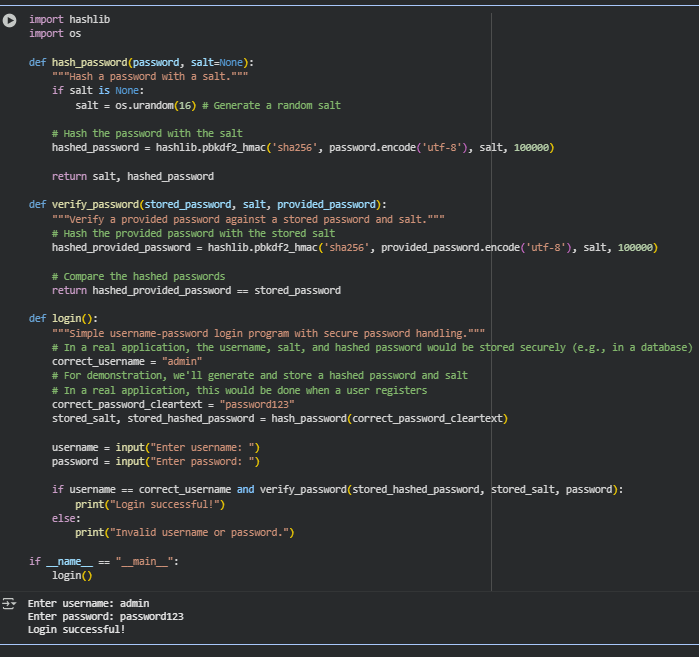 import hashlib
import os

def hash_password(password, salt=None):
    """Hash a password with a salt."""
    if salt is None:
        salt = os.urandom(16) # Generate a random salt

    # Hash the password with the salt
    hashed_password = hashlib.pbkdf2_hmac('sha256', password.encode('utf-8'), salt, 100000)

    return salt, hashed_password

def verify_password(stored_password, salt, provided_password):
    """Verify a provided password against a stored password and salt."""
    # Hash the provided password with the stored salt
    hashed_provided_password = hashlib.pbkdf2_hmac('sha256', provided_password.encode('utf-8'), salt, 100000)

    # Compare the hashed passwords
    return hashed_provided_password == stored_password

def login():
    """Simple username-password login program with secure password handling."""
    # In a real application, the username, salt, and hashed password would be stored securely (e.g., in a database)
    correct_username = "admin"
    # For demonstration, we'll generate and store a hashed password and salt
    # In a real application, this would be done when a user registers
    correct_password_cleartext = "password123"
    stored_salt, stored_hashed_password = hash_password(correct_password_cleartext)

    username = input("Enter username: ")
    password = input("Enter password: ")

    if username == correct_username and verify_password(stored_hashed_password, stored_salt, password):
        print("Login successful!")
    else:
        print("Invalid username or password.")

if __name__ == "__main__":
    login()

Enter username: admin
Enter password: password123
Login successful!